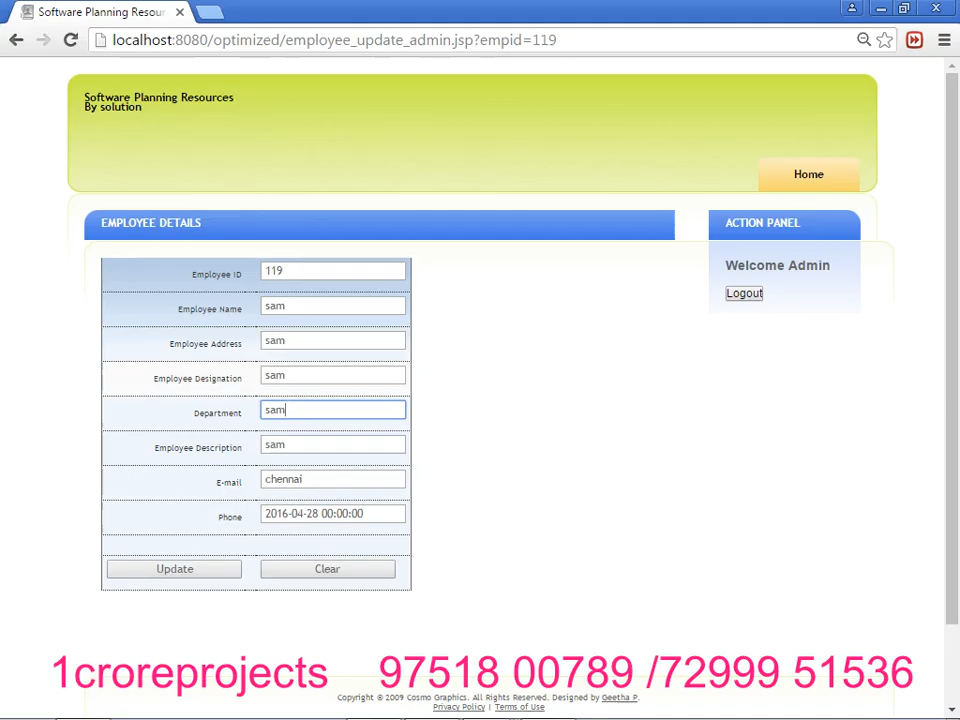 Software Planning Resour
localhost:8080/optimized/employee_update_admin.jsp?empid=119
Software Planning Resources
By solution
Home
EMPLOYEE DETAILS
ACTION PANEL
Welcome Admin
Logout
Employee ID 119
Employee Name sam
Employee Address sam
Employee Designation sam
Department sam
Employee Description sam
E-mail chennai
Phone 2016-04-28 00:00:00
Update Clear
1croreprojects 97518 00789 /72999 51536
Copyright © 2009 Cosmo Graphics. All Rights Reserved. Designed by Geetha P.
Privacy Policy | Terms of Use